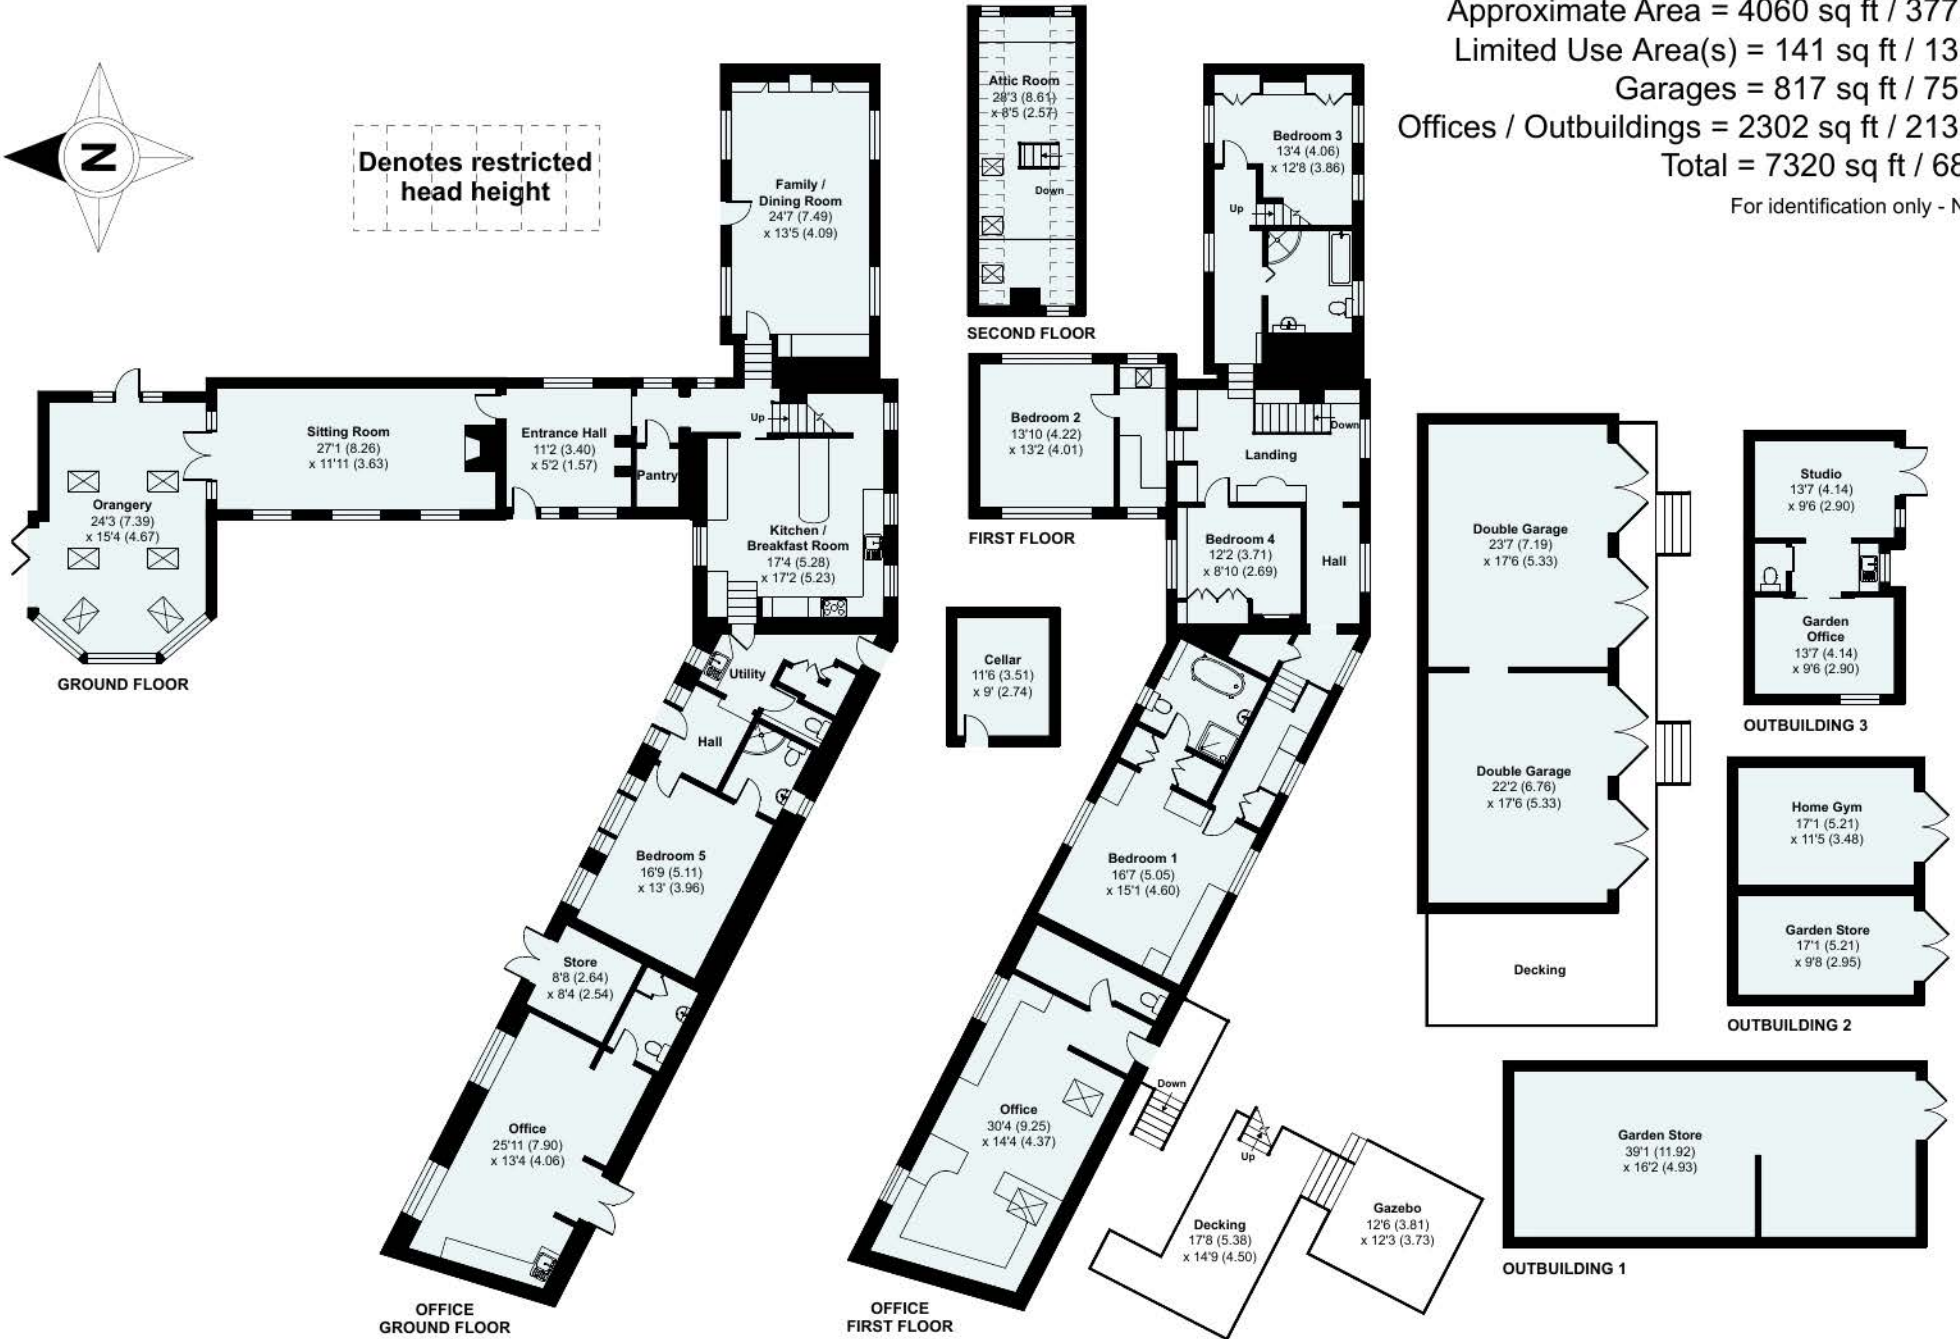 Approximate Area = 4060 sq ft / 377
Limited Use Area(s) = 141 sq ft / 13
Garages = 817 sq ft / 75
Offices / Outbuildings = 2302 sq ft / 213
Total = 7320 sq ft / 68
For identification only - N
N
Denotes restricted
head height
Family /
Dining Room
24'7 (7.49)
x 13'5 (4.09)
Attic Room
28'3 (8.61)
x 8'5 (2.57)
Down
SECOND FLOOR
Bedroom 3
13'4 (4.06)
x 12'8 (3.86)
Up
Sitting Room
27'1 (8.26)
x 11'11 (3.63)
Entrance Hall
11'2 (3.40)
x 5'2 (1.57)
Up
Pantry
Orangery
24'3 (7.39)
x 15'4 (4.67)
Kitchen /
Breakfast Room
17'4 (5.28)
x 17'2 (5.23)
GROUND FLOOR
Bedroom 2
13'10 (4.22)
x 13'2 (4.01)
FIRST FLOOR
Down
Landing
Bedroom 4
12'2 (3.71)
x 8'10 (2.69)
Hall
Cellar
11'6 (3.51)
x 9' (2.74)
Utility
Hall
Bedroom 5
16'9 (5.11)
x 13' (3.96)
Store
8'8 (2.64)
x 8'4 (2.54)
Office
25'11 (7.90)
x 13'4 (4.06)
OFFICE
GROUND FLOOR
Bedroom 1
16'7 (5.05)
x 15'1 (4.60)
Office
30'4 (9.25)
x 14'4 (4.37)
Down
OFFICE
FIRST FLOOR
Up
Decking
17'8 (5.38)
x 14'9 (4.50)
Gazebo
12'6 (3.81)
x 12'3 (3.73)
Double Garage
23'7 (7.19)
x 17'6 (5.33)
Double Garage
22'2 (6.76)
x 17'6 (5.33)
Decking
Studio
13'7 (4.14)
x 9'6 (2.90)
Garden
Office
13'7 (4.14)
x 9'6 (2.90)
OUTBUILDING 3
Home Gym
17'1 (5.21)
x 11'5 (3.48)
Garden Store
17'1 (5.21)
x 9'8 (2.95)
OUTBUILDING 2
Garden Store
39'1 (11.92)
x 16'2 (4.93)
OUTBUILDING 1